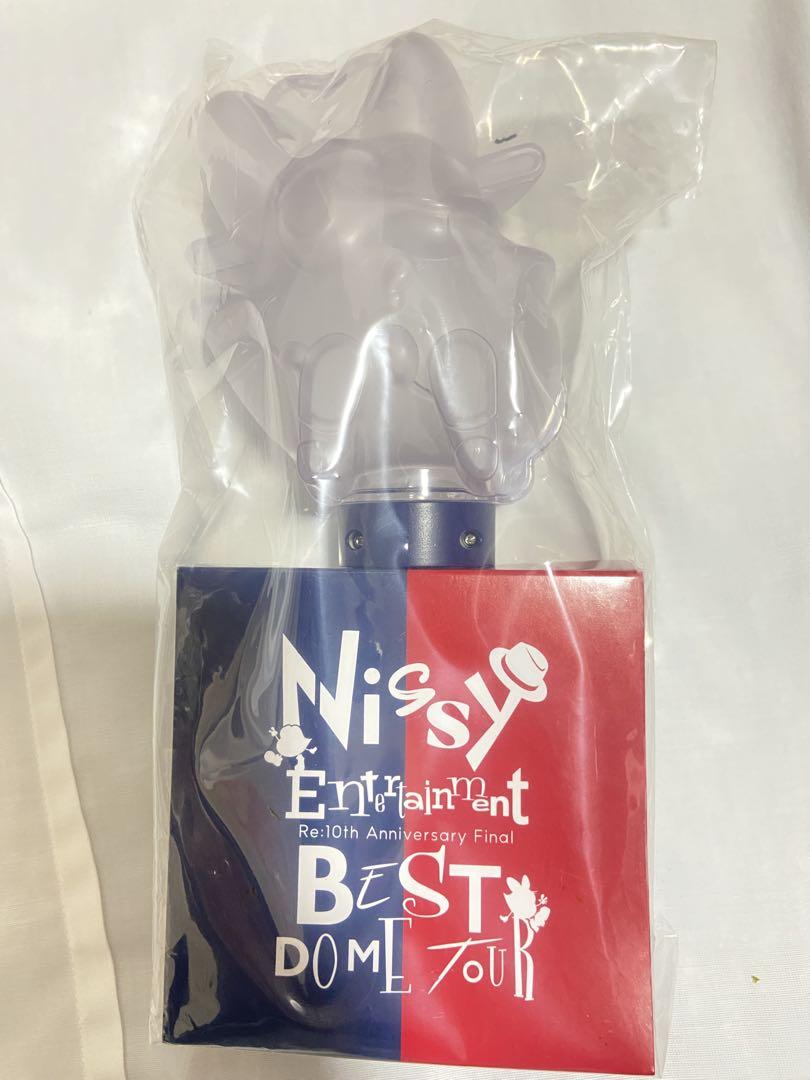 Nissy
Entertainment
Re:10th Anniversary Final
BEST
DOME TOUR